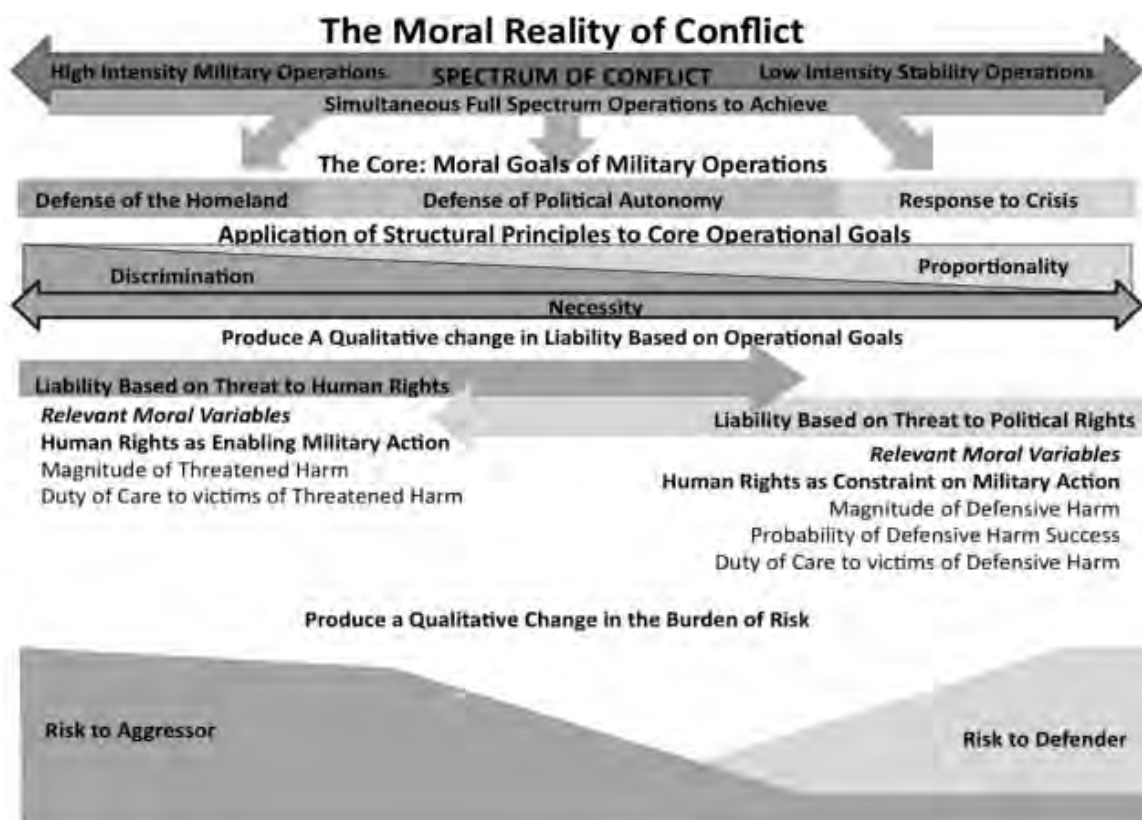 The Moral Reality of Conflict
High Intensity Military Operations SPECTRUM OF CONFLICT Low Intensity Stability Operations
Simultaneous Full Spectrum Operations to Achieve
The Core: Moral Goals of Military Operations
Defense of the Homeland Defense of Political Autonomy Response to Crisis
Application of Structural Principles to Core Operational Goals
Discrimination Proportionality
Necessity
Produce A Qualitative change in Liability Based on Operational Goals
Liability Based on Threat to Human Rights
Relevant Moral Variables
Human Rights as Enabling Military Action
Magnitude of Threatened Harm
Duty of Care to victims of Threatened Harm
Liability Based on Threat to Political Rights
Relevant Moral Variables
Human Rights as Constraint on Military Action
Magnitude of Defensive Harm
Probability of Defensive Harm Success
Duty of Care to victims of Defensive Harm
Produce a Qualitative Change in the Burden of Risk
Risk to Aggressor
Risk to Defender